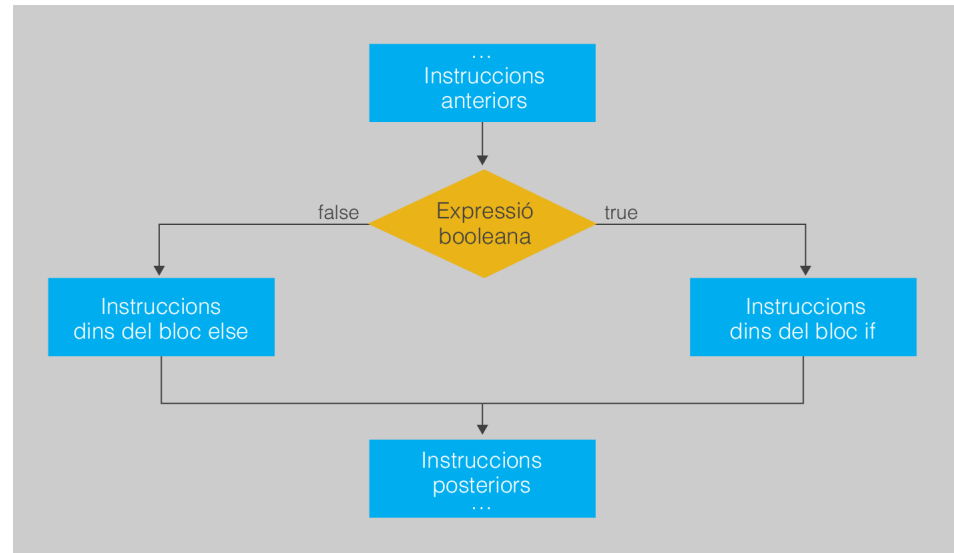 ...
Instruccions
anteriors
false
Expressió
booleana
true
Instruccions
dins del bloc else
Instruccions
dins del bloc if
Instruccions
posteriors
...